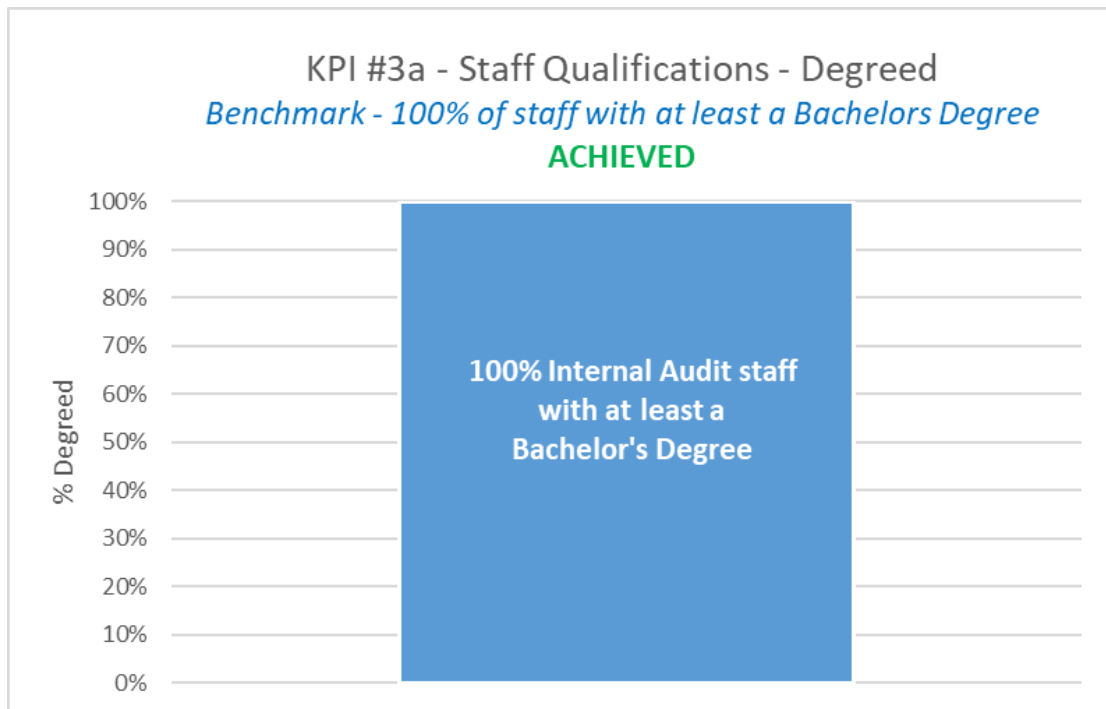 KPI #3a - Staff Qualifications - Degreed
Benchmark - 100% of staff with at least a Bachelors Degree
ACHIEVED
100%
90%
80%
70%
60%
50%
40%
30%
20%
10%
0%
% Degreed
100% Internal Audit staff
with at least a
Bachelor's Degree